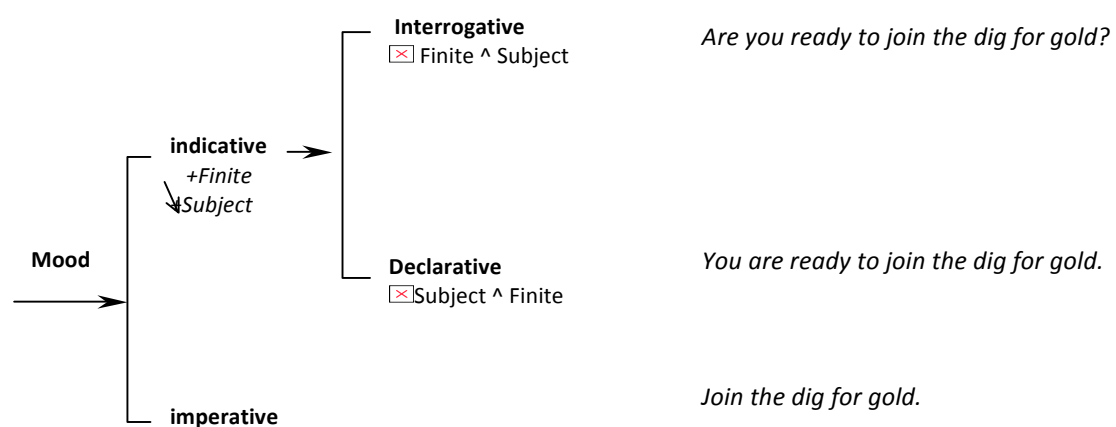 Interrogative
Finite ^ Subject
Are you ready to join the dig for gold?
indicative
+Finite
+Subject
Mood
Declarative
Subject ^ Finite
You are ready to join the dig for gold.
Join the dig for gold.
imperative